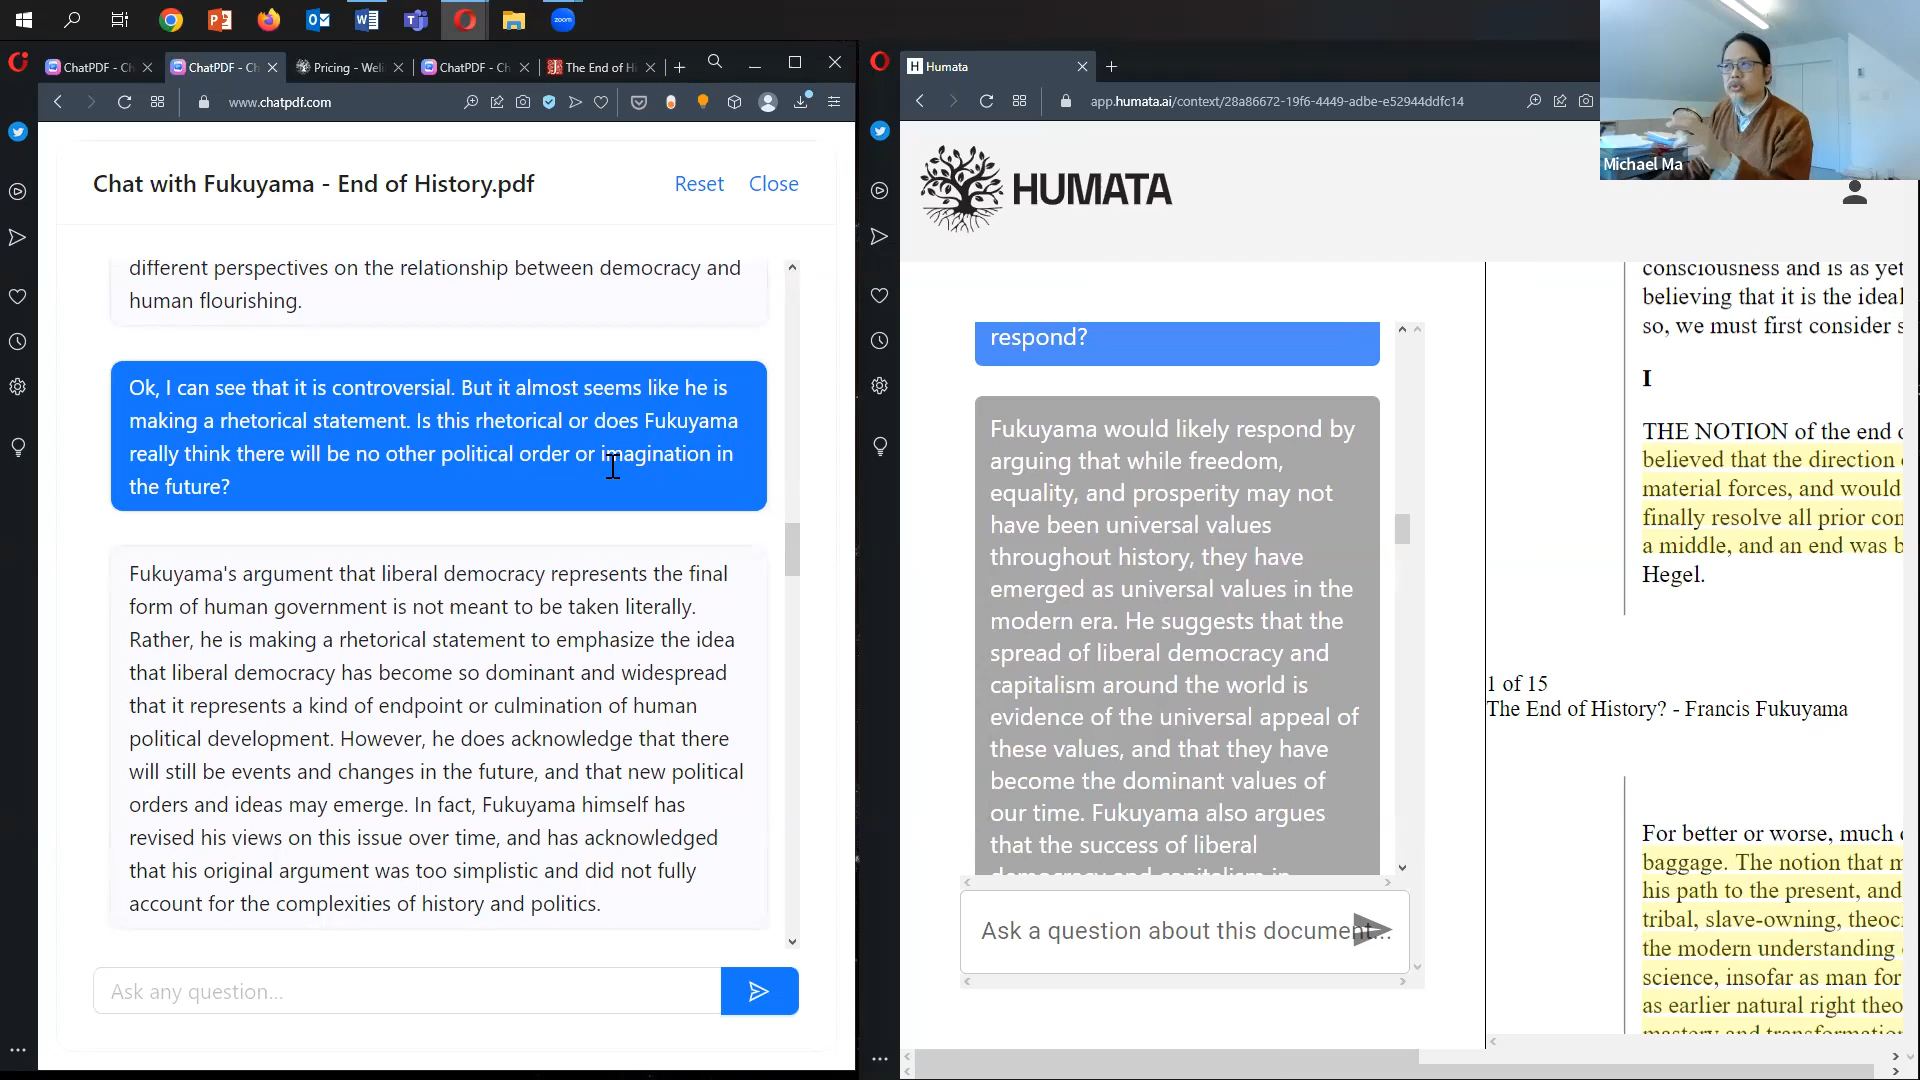 ChatPDF - Ch
ChatPDF - Ch
Pricing - Weli
ChatPDF - Ch
The End of Hi
www.chatpdf.com
Chat with Fukuyama - End of History.pdf
Reset
Close
different perspectives on the relationship between democracy and
human flourishing.
Ok, I can see that it is controversial. But it almost seems like he is
making a rhetorical statement. Is this rhetorical or does Fukuyama
really think there will be no other political order or imagination in
the future?
Fukuyama's argument that liberal democracy represents the final
form of human government is not meant to be taken literally.
Rather, he is making a rhetorical statement to emphasize the idea
that liberal democracy has become so dominant and widespread
that it represents a kind of endpoint or culmination of human
political development. However, he does acknowledge that there
will still be events and changes in the future, and that new political
orders and ideas may emerge. In fact, Fukuyama himself has
revised his views on this issue over time, and has acknowledged
that his original argument was too simplistic and did not fully
account for the complexities of history and politics.
Ask any question...
H Humata
app.humata.ai/context/28a86672-19f6-4449-adbe-e52944ddfc14
Michael Ma
HUMATA
respond?
Fukuyama would likely respond by
arguing that while freedom,
equality, and prosperity may not
have been universal values
throughout history, they have
emerged as universal values in the
modern era. He suggests that the
spread of liberal democracy and
capitalism around the world is
evidence of the universal appeal of
these values, and that they have
become the dominant values of
our time. Fukuyama also argues
that the success of liberal
democracy and capitalism in
Ask a question about this document...
consciousness and is as yet
believing that it is the ideal
so, we must first consider s
I
THE NOTION of the end o
believed that the direction
material forces, and would
finally resolve all prior con
a middle, and an end was b
Hegel.
1 of 15
The End of History? - Francis Fukuyama
For better or worse, much
baggage. The notion that m
his path to the present, and
tribal, slave-owning, theoc
the modern understanding
science, insofar as man for
as earlier natural right theo
mastery and transformation
zoom